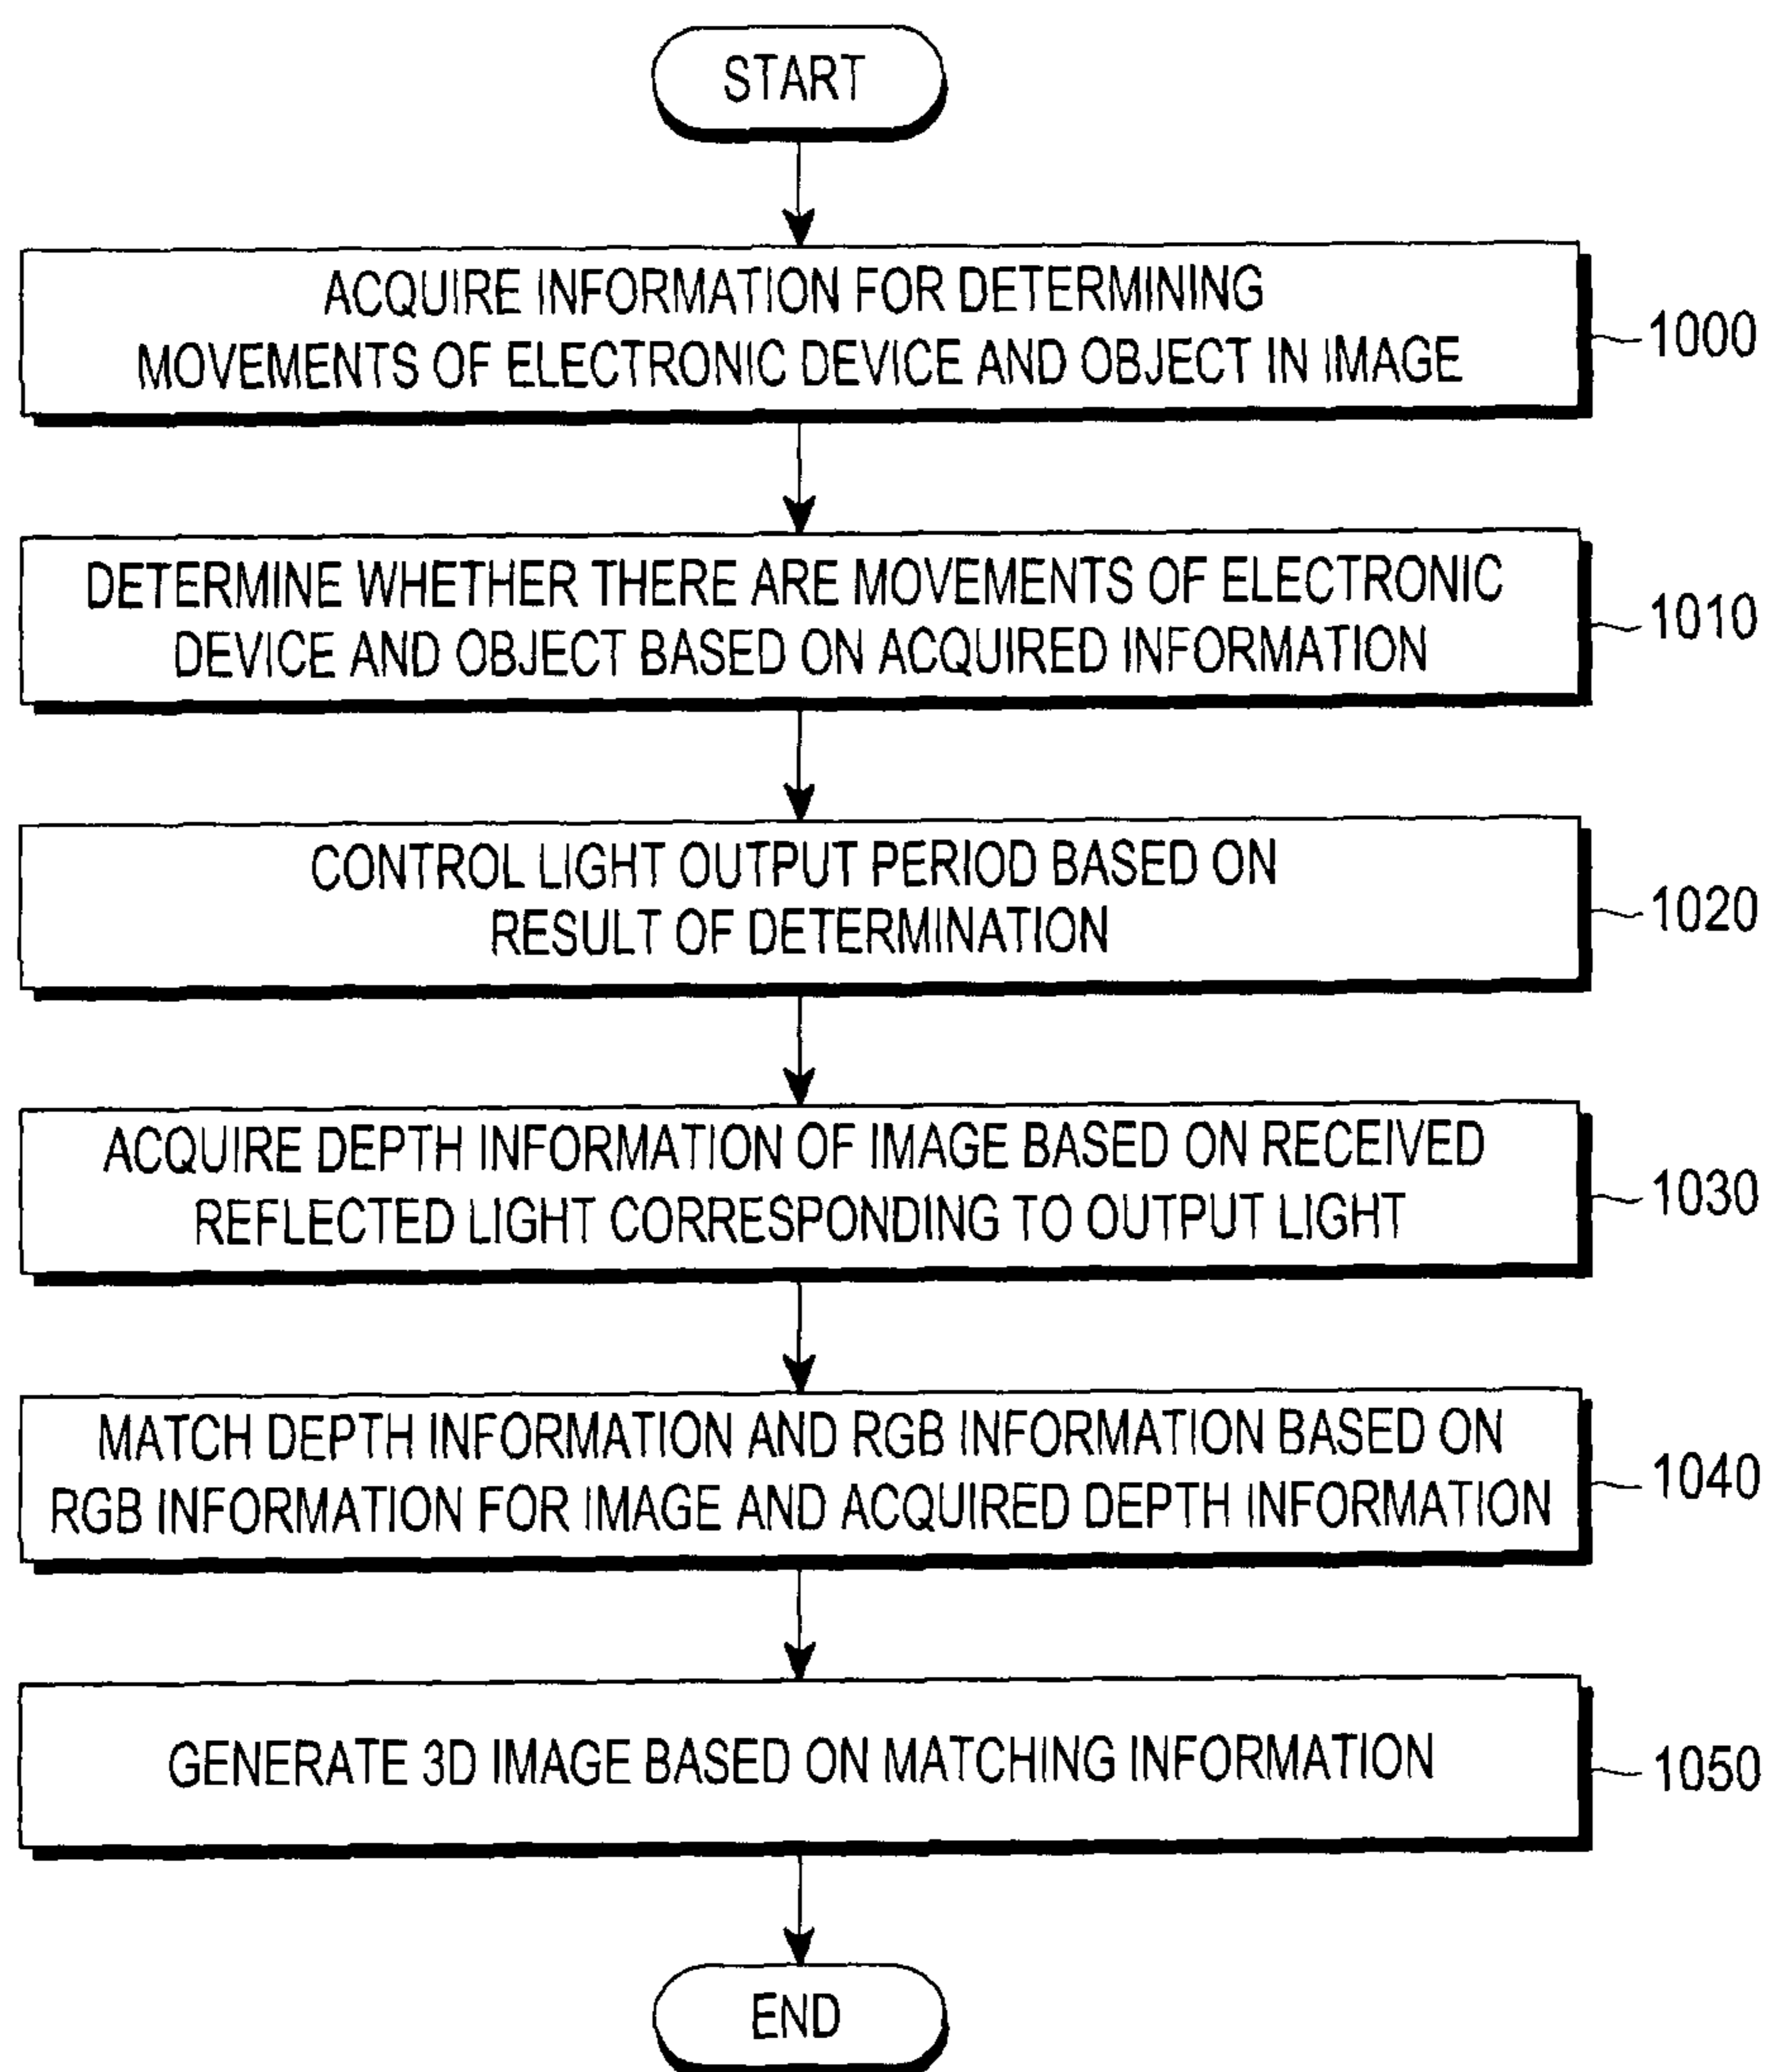 START
ACQUIRE INFORMATION FOR DETERMINING
MOVEMENTS OF ELECTRONIC DEVICE AND OBJECT IN IMAGE
1000
DETERMINE WHETHER THERE ARE MOVEMENTS OF ELECTRONIC
DEVICE AND OBJECT BASED ON ACQUIRED INFORMATION
1010
CONTROL LIGHT OUTPUT PERIOD BASED ON
RESULT OF DETERMINATION
1020
ACQUIRE DEPTH INFORMATION OF IMAGE BASED ON RECEIVED
REFLECTED LIGHT CORRESPONDING TO OUTPUT LIGHT
1030
MATCH DEPTH INFORMATION AND RGB INFORMATION BASED ON
RGB INFORMATION FOR IMAGE AND ACQUIRED DEPTH INFORMATION
1040
GENERATE 3D IMAGE BASED ON MATCHING INFORMATION
1050
END